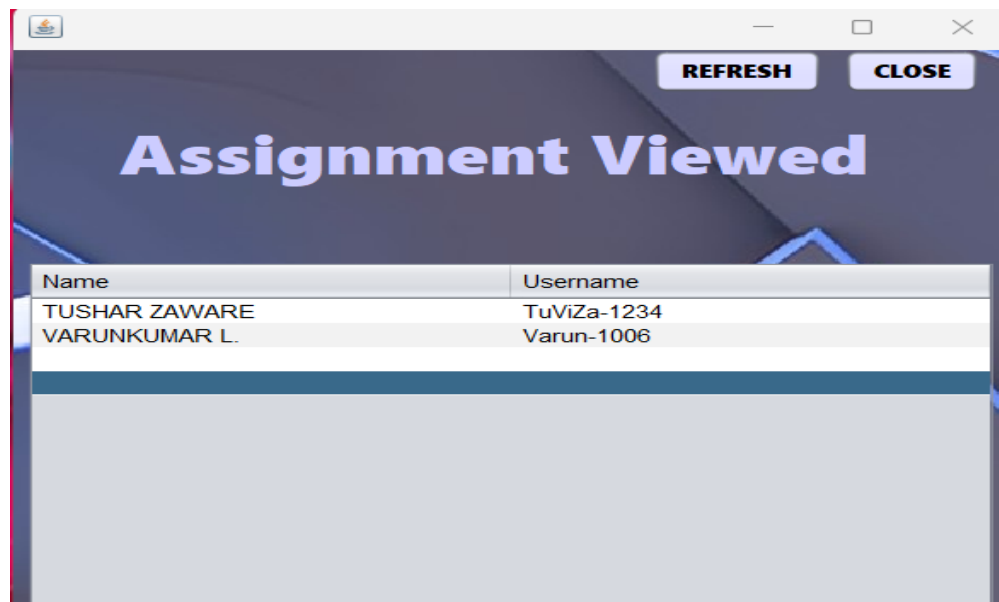 REFRESH CLOSE
Assignment Viewed
Name Username
TUSHAR ZAWARE TuViZa-1234
VARUNKUMAR L. Varun-1006